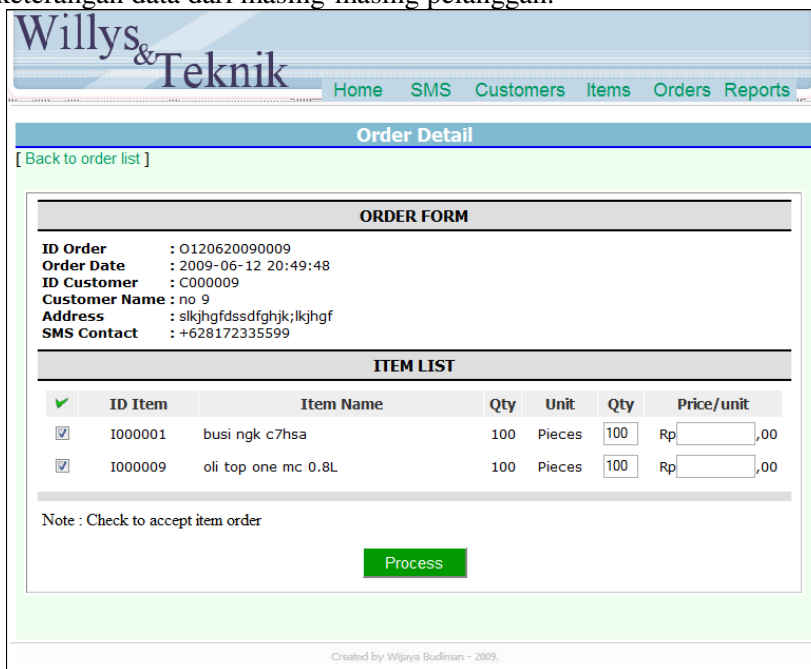 keterangan data dari masing-masing pelanggan.
Willys
& Teknik
Home SMS Customers Items Orders Reports
Order Detail
[ Back to order list ]
ORDER FORM
ID Order : O120620090009
Order Date : 2009-06-12 20:49:48
ID Customer : C000009
Customer Name : no 9
Address : slkjhgfdssdfghjk;lkjhgf
SMS Contact : +628172335599
ITEM LIST
ID Item Item Name Qty Unit Qty Price/unit
I000001 busi ngk c7hsa 100 Pieces 100 Rp ,00
I000009 oli top one mc 0.8L 100 Pieces 100 Rp ,00
Note : Check to accept item order
Process
Created by Wijaya Budiman - 2009.